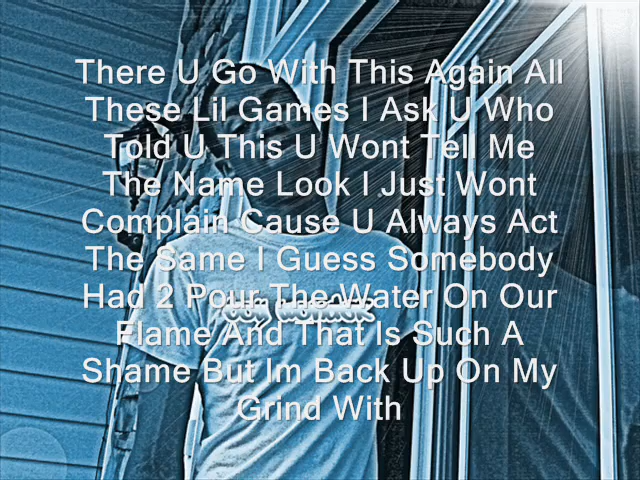 There U Go With This Again All
These Lil Games I Ask U Who
Told U This U Wont Tell Me
The Name Look I Just Wont
Complain Cause U Always Act
The Same I Guess Somebody
Had 2 Pour The Water On Our
Flame And That Is Such A
Shame But Im Back Up On My
Grind With